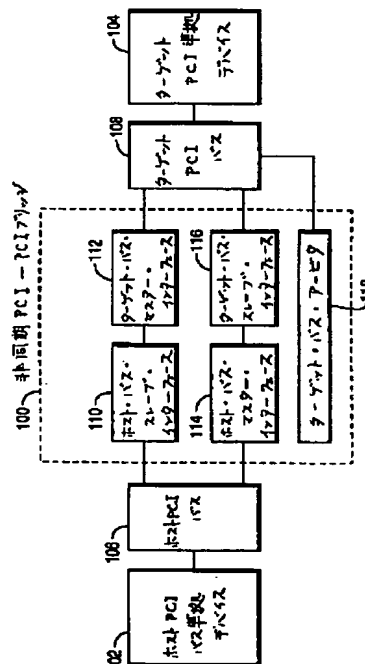 100
非同期 PCI-PCIブリッジ
02
ホストPCI
バス準拠
デバイス
106
ホストPCI
バス
110
ホスト・バス・
スレーブ・
インターフェース
112
ターゲット・バス・
マスター・
インターフェース
114
ホスト・バス・
マスター・
インターフェース
116
ターゲット・バス・
スレーブ・
インターフェース
ターゲット・バス・アービタ
108
ターゲット
PCI
バス
104
ターゲット
PCI準拠
デバイス